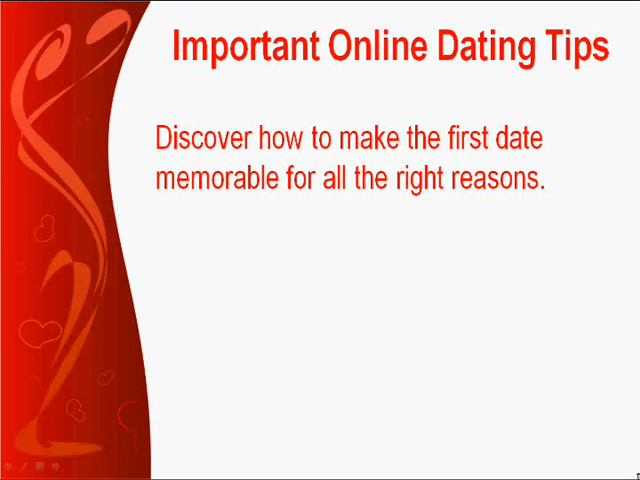 Important Online Dating Tips
Discover how to make the first date
memorable for all the right reasons.